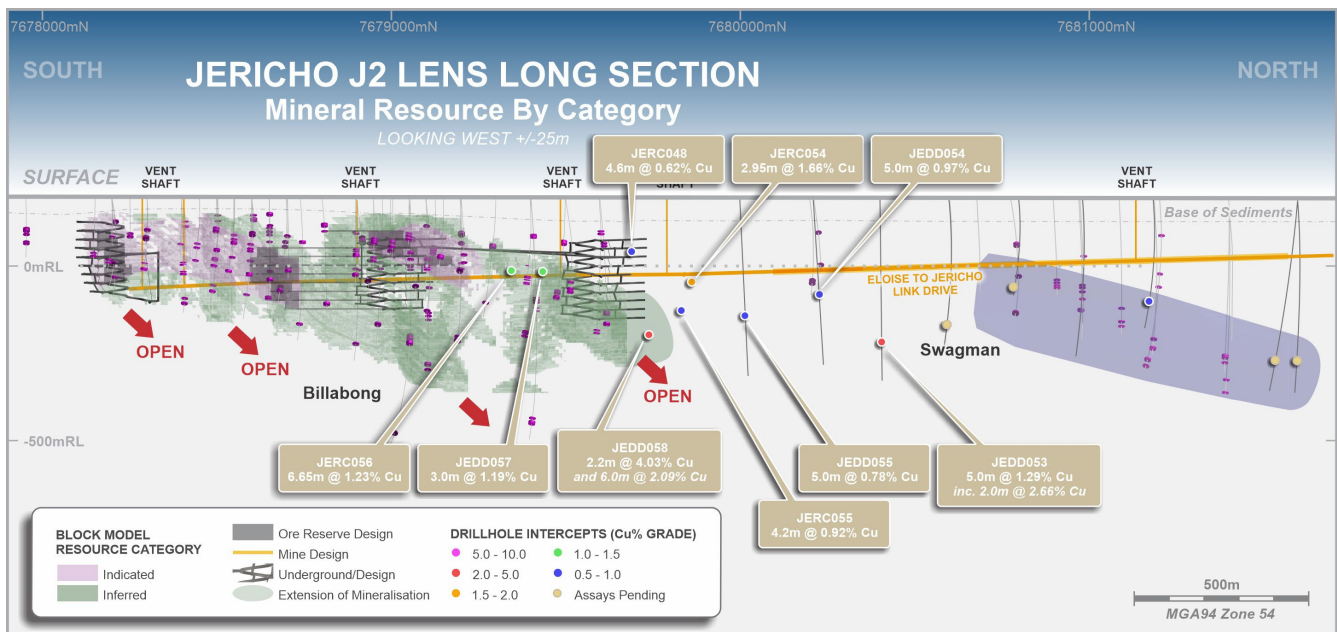 7678000mN
7679000mN
7680000mN
7681000mN
SOUTH
NORTH
JERICHO J2 LENS LONG SECTION
Mineral Resource By Category
LOOKING WEST +/-25m
JERC048
4.6m @ 0.62% Cu
JERC054
2.95m @ 1.66% Cu
JEDD054
5.0m @ 0.97% Cu
SURFACE
VENT
SHAFT
VENT
SHAFT
VENT
SHAFT
SHAFT
VENT
SHAFT
Base of Sediments
0mRL
ELOISE TO JERICHO
LINK DRIVE
OPEN
OPEN
OPEN
Swagman
Billabong
-500mRL
JERC056
6.65m @ 1.23% Cu
JEDD057
3.0m @ 1.19% Cu
JEDD058
2.2m @ 4.03% Cu
and 6.0m @ 2.09% Cu
JEDD055
5.0m @ 0.78% Cu
JEDD053
5.0m @ 1.29% Cu
inc. 2.0m @ 2.66% Cu
JERC055
4.2m @ 0.92% Cu
BLOCK MODEL
RESOURCE CATEGORY
Indicated
Inferred
Ore Reserve Design
Mine Design
Underground/Design
Extension of Mineralisation
DRILLHOLE INTERCEPTS (Cu% GRADE)
5.0 - 10.0
2.0 - 5.0
1.5 - 2.0
1.0 - 1.5
0.5 - 1.0
Assays Pending
500m
MGA94 Zone 54